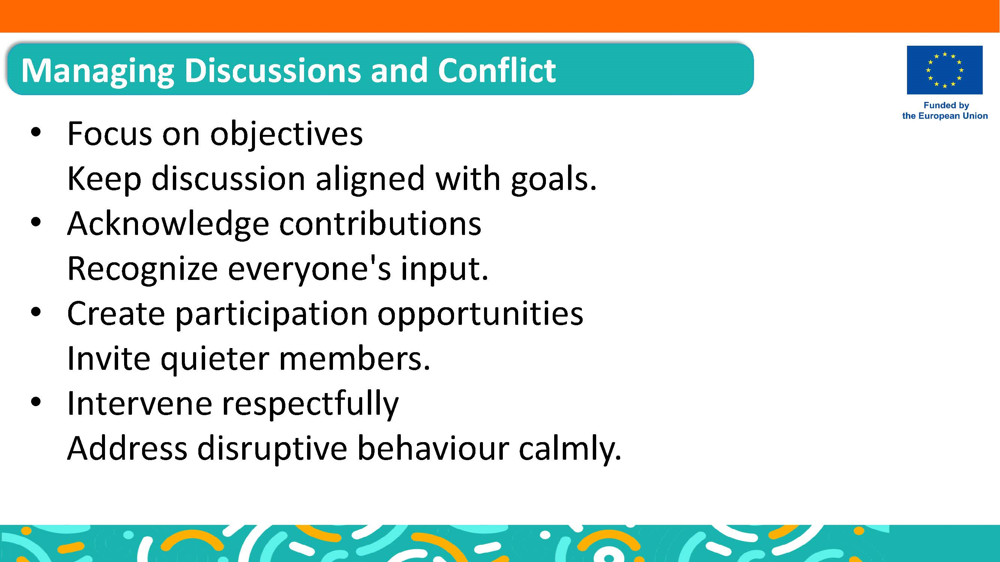 Managing Discussions and Conflict
Funded by
the European Union
• Focus on objectives
Keep discussion aligned with goals.
• Acknowledge contributions
Recognize everyone's input.
• Create participation opportunities
Invite quieter members.
• Intervene respectfully
Address disruptive behaviour calmly.